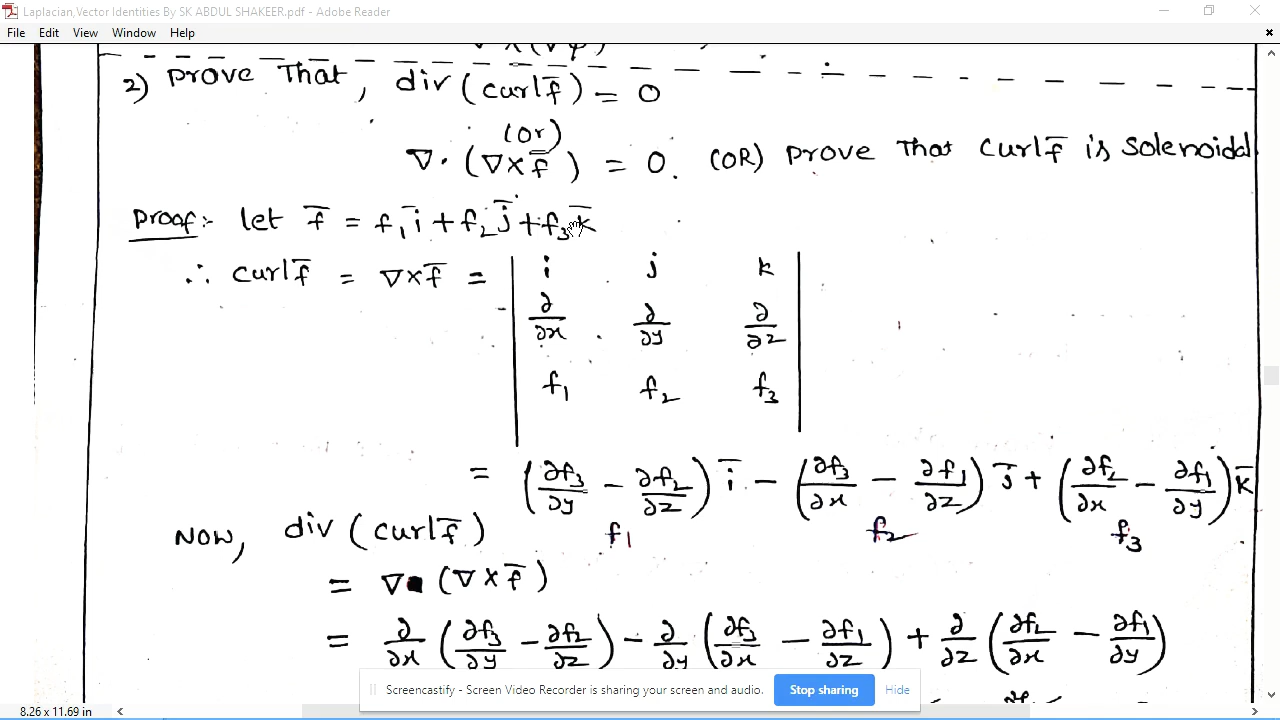 Laplacian,Vector Identities By SK ABDUL SHAKEER.pdf - Adobe Reader
File Edit View Window Help
2) Prove That, div (curl f̅) = 0
(or)
∇· (∇×f̅) = 0. (OR) Prove That curl f̅ is Solenoidal
Proof:- let f̅ = f₁i̅ + f₂j̅ + f₃k̅
∴ curl f̅ = ∇×f̅ = | i j k |
| ∂/∂x ∂/∂y ∂/∂z |
| f₁ f₂ f₃ |
= (∂f₃/∂y − ∂f₂/∂z) i̅ − (∂f₃/∂x − ∂f₁/∂z) j̅ + (∂f₂/∂x − ∂f₁/∂y) k̅
f₁ f₂ f₃
Now, div (curl f̅)
= ∇· (∇×f̅)
= ∂/∂x (∂f₃/∂y − ∂f₂/∂z) − ∂/∂y (∂f₃/∂x − ∂f₁/∂z) + ∂/∂z (∂f₂/∂x − ∂f₁/∂y)
Screencastify - Screen Video Recorder is sharing your screen and audio. Stop sharing Hide
8.26 x 11.69 in